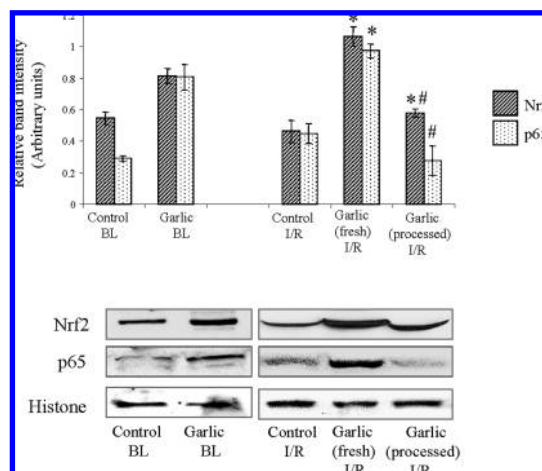 1.2
1
0.8
0.6
0.4
0.2
0
Relative band intensity
(Arbitrary units)
* *
*# #
Nr
p65
Control
BL
Garlic
BL
Control
I/R
Garlic
(fresh)
I/R
Garlic
(processed)
I/R
Nrf2
p65
Histone
Control
BL
Garlic
BL
Control
I/R
Garlic
(fresh)
I/R
Garlic
(processed)
I/R